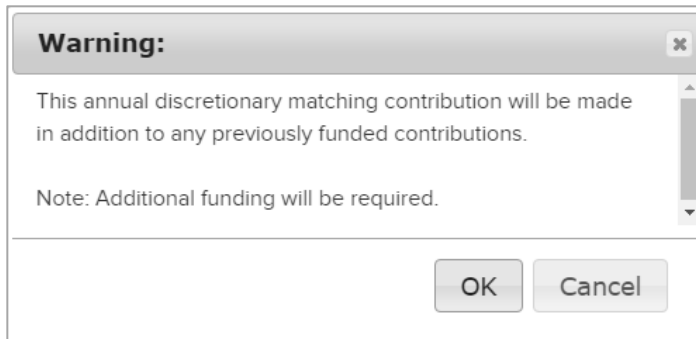 Warning:
This annual discretionary matching contribution will be made
in addition to any previously funded contributions.
Note: Additional funding will be required.
OK
Cancel